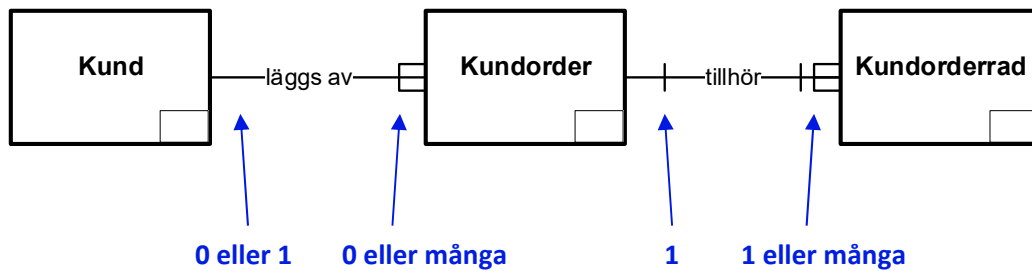 Kund läggs av Kundorder tillhör Kundorderrad
0 eller 1 0 eller många 1 1 eller många